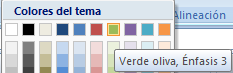 Colores del tema
Alineación
Verde oliva, Énfasis 3